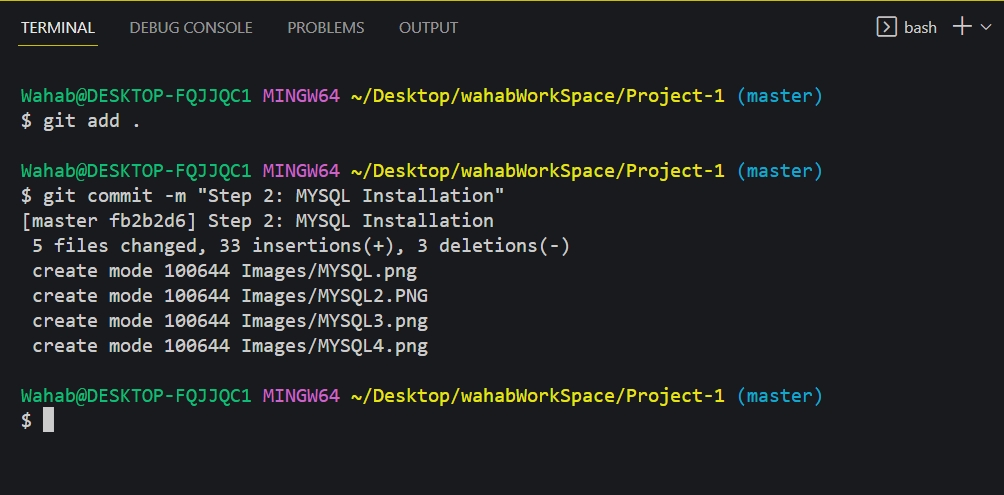 TERMINAL DEBUG CONSOLE PROBLEMS OUTPUT bash
Wahab@DESKTOP-FQJJQC1 MINGW64 ~/Desktop/wahabWorkSpace/Project-1 (master)
$ git add .
Wahab@DESKTOP-FQJJQC1 MINGW64 ~/Desktop/wahabWorkSpace/Project-1 (master)
$ git commit -m "Step 2: MYSQL Installation"
[master fb2b2d6] Step 2: MYSQL Installation
 5 files changed, 33 insertions(+), 3 deletions(-)
 create mode 100644 Images/MYSQL.png
 create mode 100644 Images/MYSQL2.PNG
 create mode 100644 Images/MYSQL3.png
 create mode 100644 Images/MYSQL4.png
Wahab@DESKTOP-FQJJQC1 MINGW64 ~/Desktop/wahabWorkSpace/Project-1 (master)
$